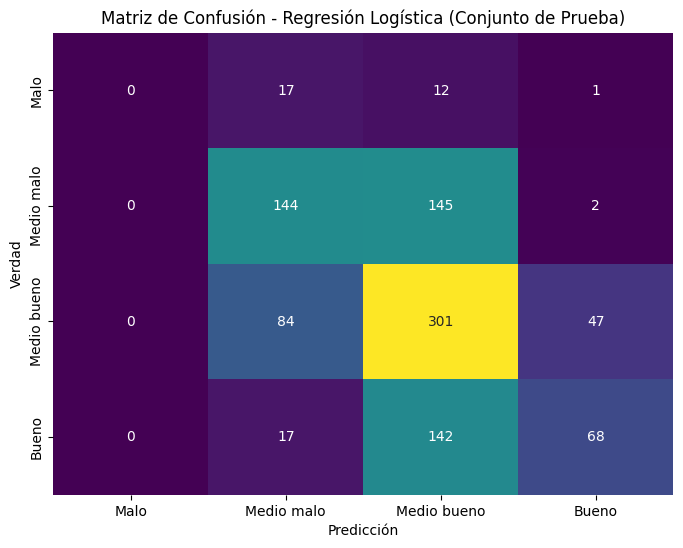 Matriz de Confusión - Regresión Logística (Conjunto de Prueba)
Malo
0 17 12 1
Medio malo
0 144 145 2
Verdad
Medio bueno
0 84 301 47
Bueno
0 17 142 68
Malo Medio malo Medio bueno Bueno
Predicción